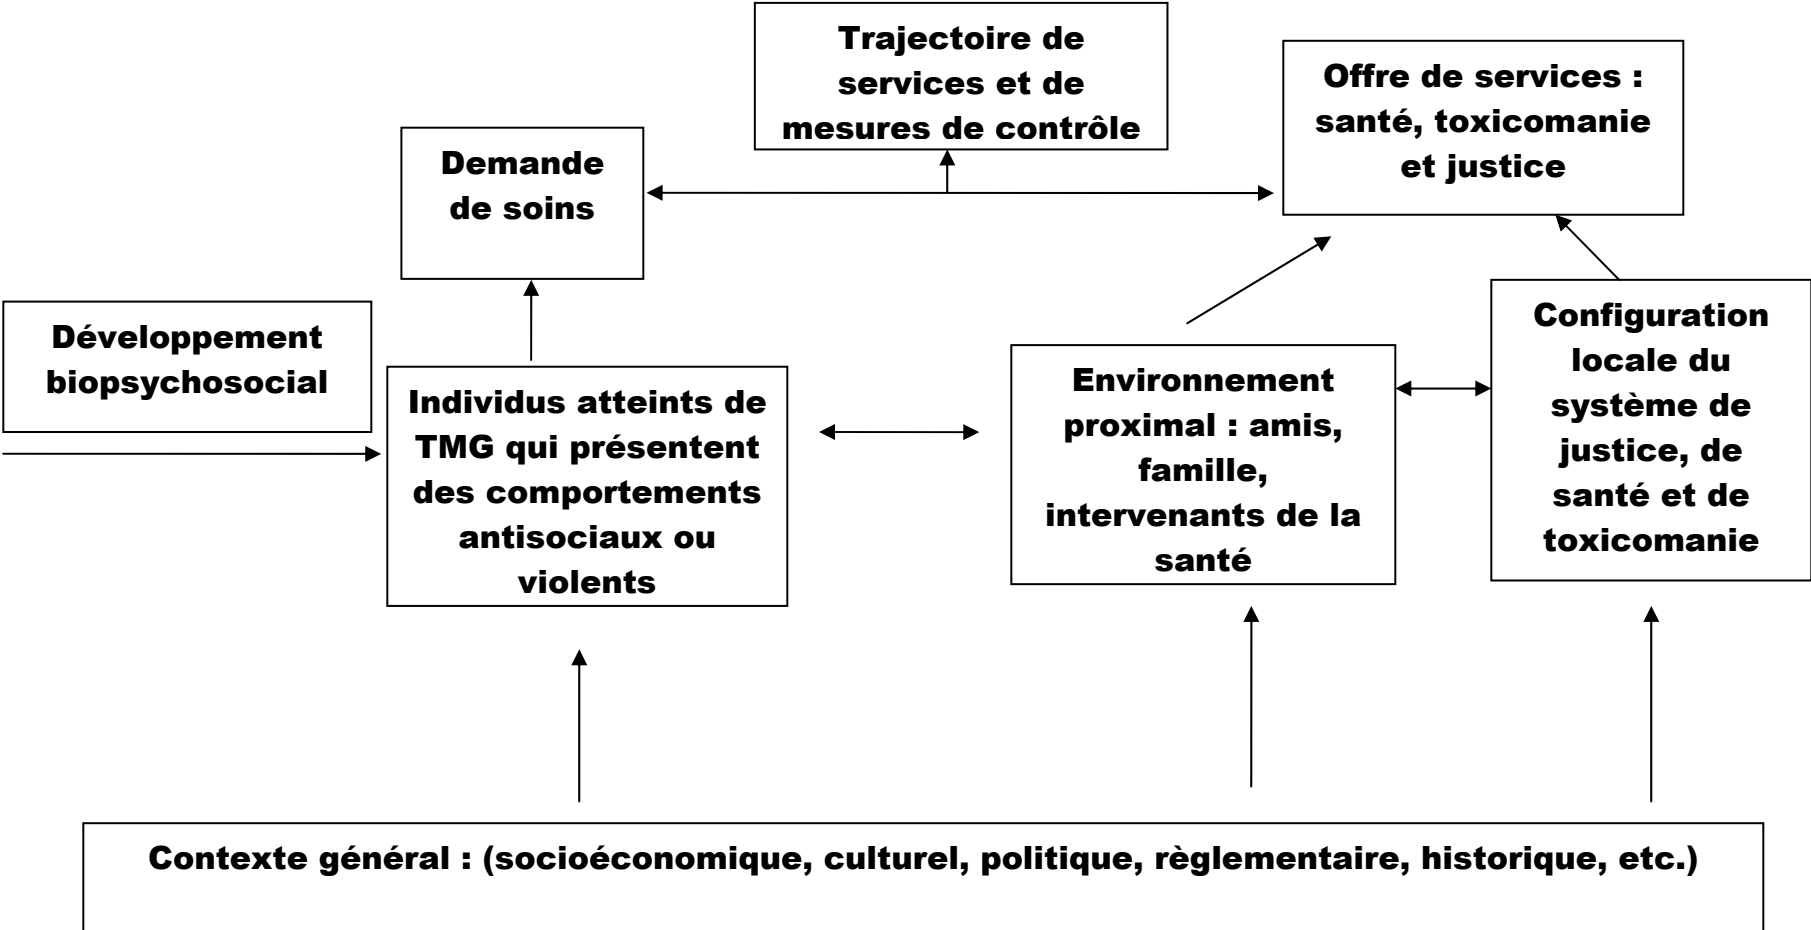 Trajectoire de
services et de
mesures de contrôle
Offre de services :
santé, toxicomanie
et justice
Demande
de soins
Développement
biopsychosocial
Individus atteints de
TMG qui présentent
des comportements
antisociaux ou
violents
Environnement
proximal : amis,
famille,
intervenants de la
santé
Configuration
locale du
système de
justice, de
santé et de
toxicomanie
Contexte général : (socioéconomique, culturel, politique, règlementaire, historique, etc.)